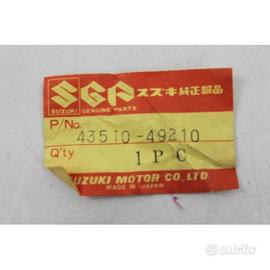 SGP スズキ純正部品
SUZUKI GENUINE PARTS
P/No. 43510-49210
Q'ty 1 PC
SUZUKI MOTOR CO., LTD.
MADE IN JAPAN
subito